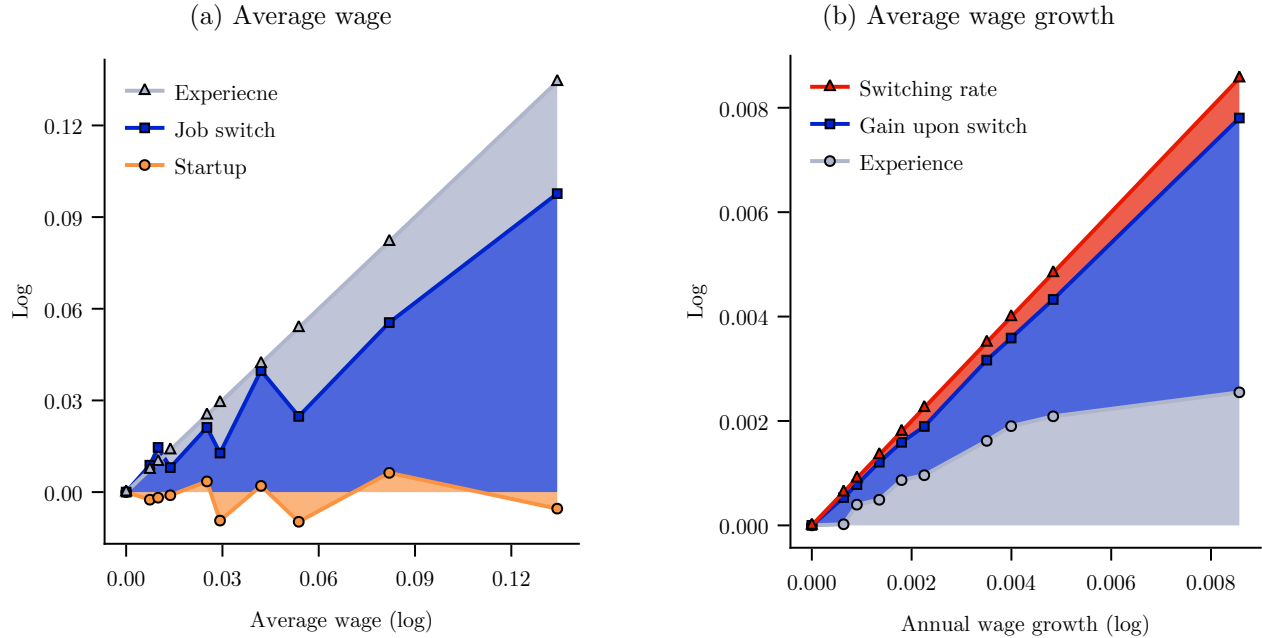 (a) Average wage
Experiecne
Job switch
Startup
Log
0.12
0.09
0.06
0.03
0.00
0.00 0.03 0.06 0.09 0.12
Average wage (log)
(b) Average wage growth
Switching rate
Gain upon switch
Experience
Log
0.008
0.006
0.004
0.002
0.000
0.000 0.002 0.004 0.006 0.008
Annual wage growth (log)